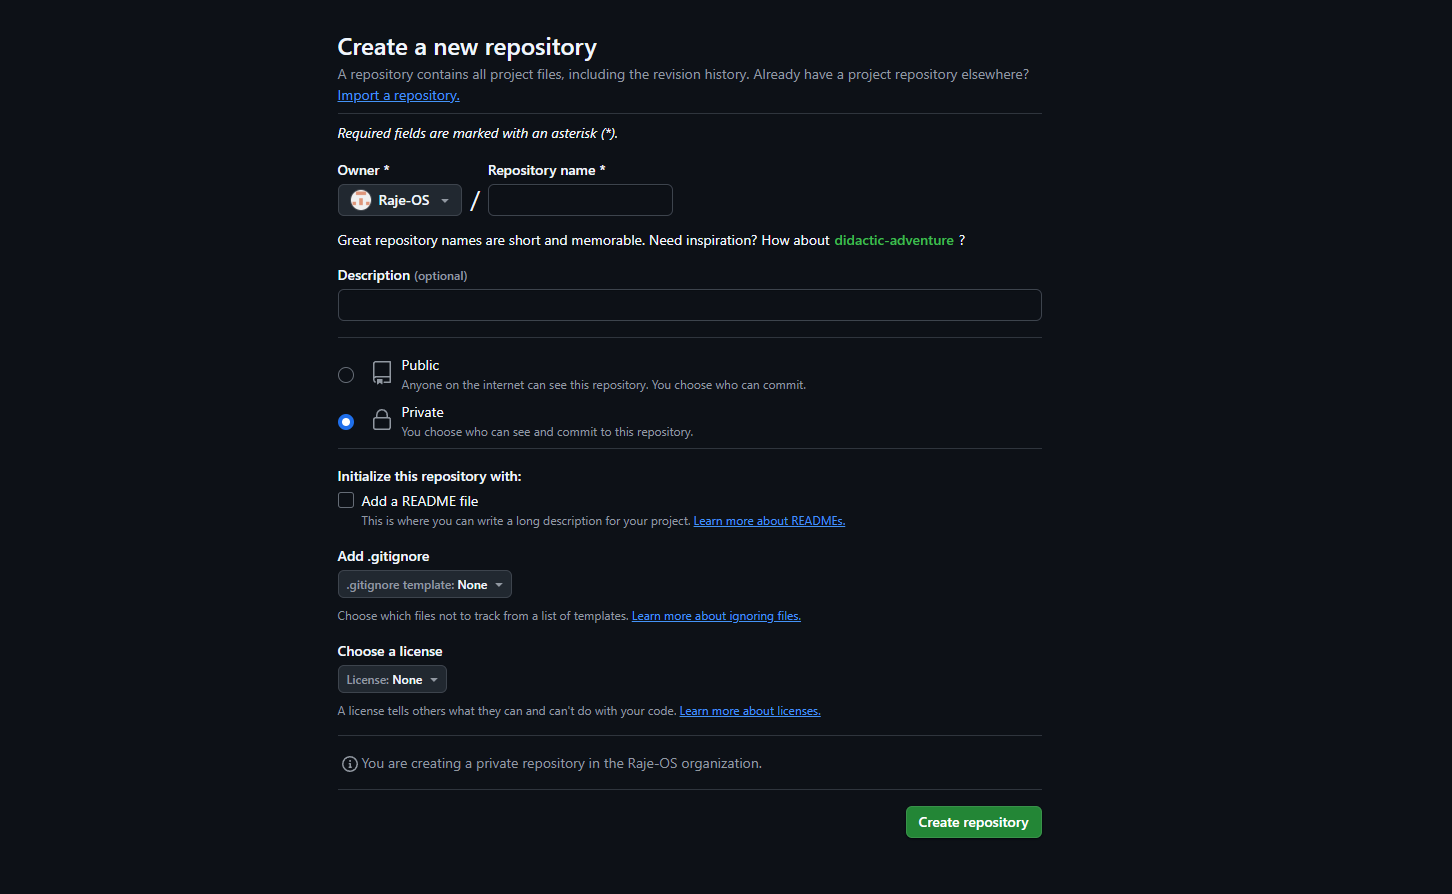 Create a new repository
A repository contains all project files, including the revision history. Already have a project repository elsewhere?
Import a repository.
Required fields are marked with an asterisk (*).
Owner * Repository name *
Raje-OS /
Great repository names are short and memorable. Need inspiration? How about didactic-adventure ?
Description (optional)
Public
Anyone on the internet can see this repository. You choose who can commit.
Private
You choose who can see and commit to this repository.
Initialize this repository with:
Add a README file
This is where you can write a long description for your project. Learn more about READMEs.
Add .gitignore
.gitignore template: None
Choose which files not to track from a list of templates. Learn more about ignoring files.
Choose a license
License: None
A license tells others what they can and can't do with your code. Learn more about licenses.
You are creating a private repository in the Raje-OS organization.
Create repository